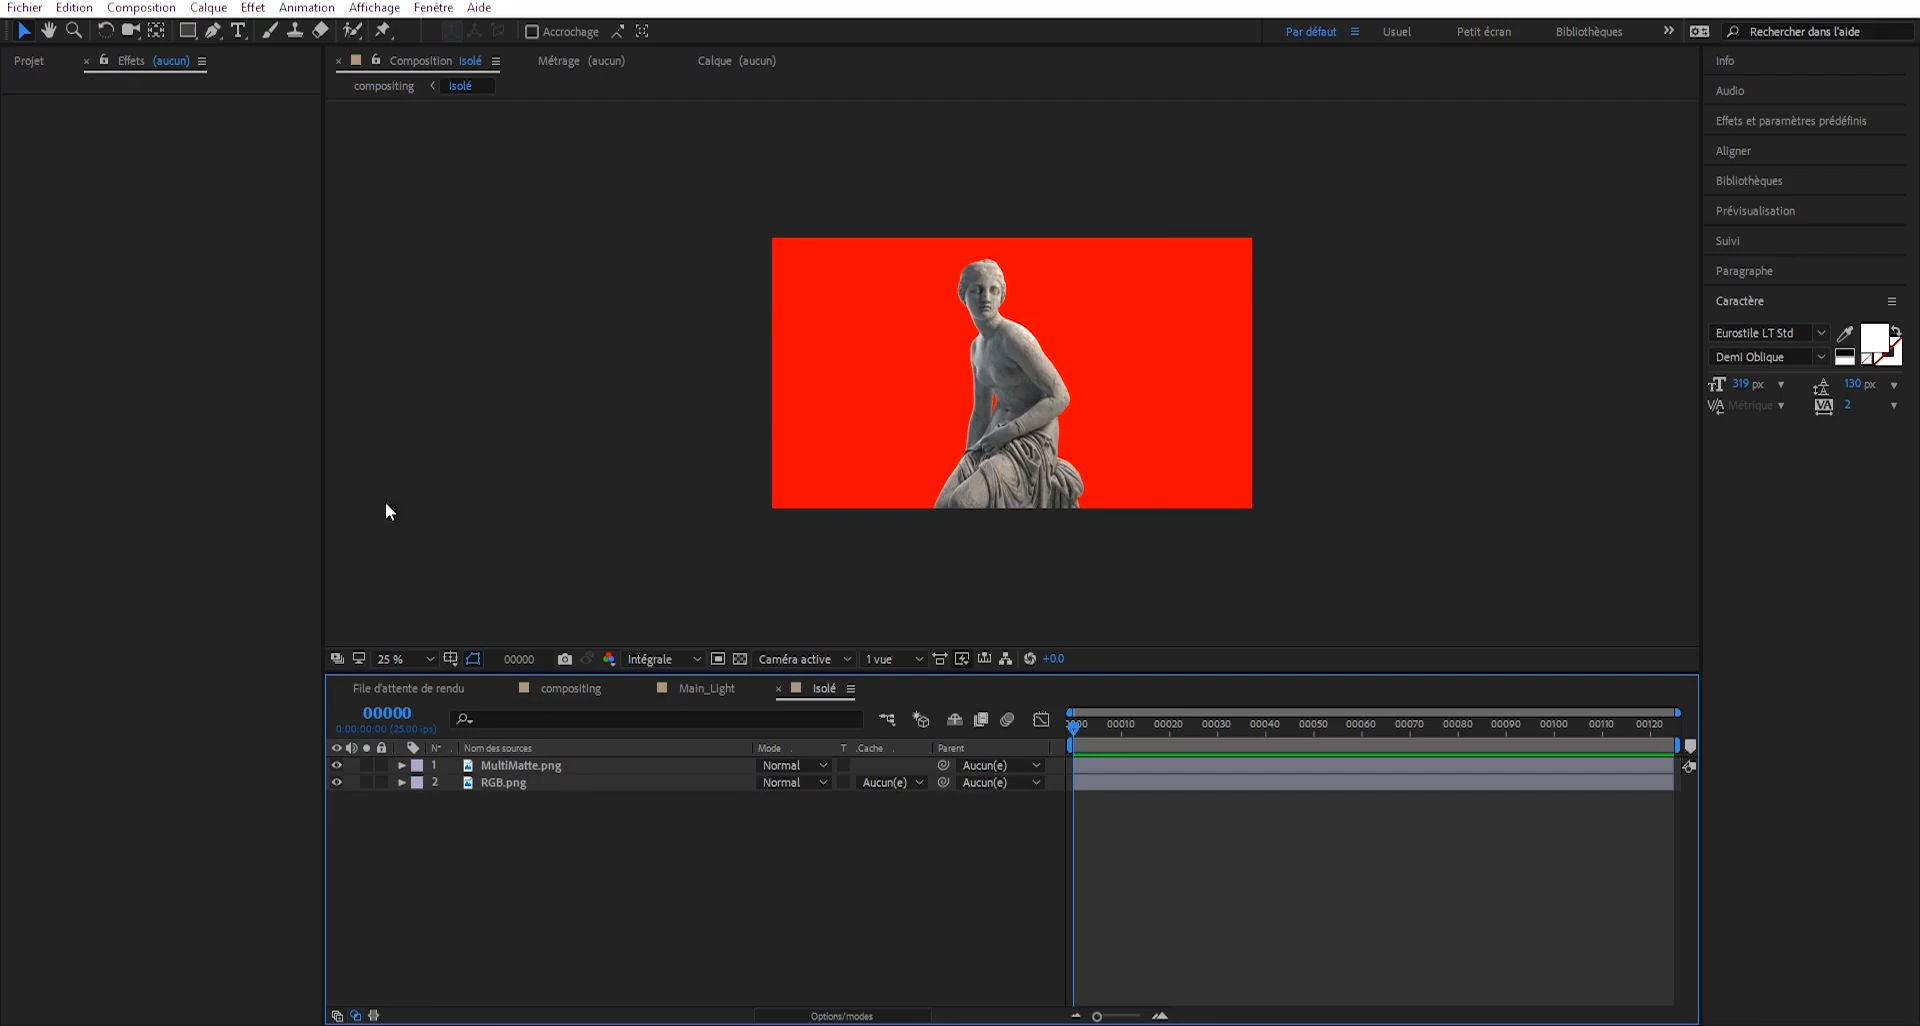 Fichier Edition Composition Calque Effet Animation Affichage Fenêtre Aide
Accrochage
Par défaut Usuel Petit écran Bibliothèques » Rechercher dans l'aide
Projet × Effets (aucun)
× Composition Isolé Métrage (aucun) Calque (aucun)
compositing < Isolé
Info
Audio
Effets et paramètres prédéfinis
Aligner
Bibliothèques
Prévisualisation
Suivi
Paragraphe
Caractère
Eurostile LT Std
Demi Oblique
319 px 130 px
Métrique 2
25 % 00000 Intégrale Caméra active 1 vue +0.0
File d'attente de rendu compositing Main_Light × Isolé
00000
0:00:00:00 (25.00 ips)
00010 00020 00030 00040 00050 00060 00070 00080 00090 00100 00110 00120
N° Nom des sources Mode T .Cache Parent
1 MultiMatte.png Normal Aucun(e)
2 RGB.png Normal Aucun(e) Aucun(e)
Options/modes